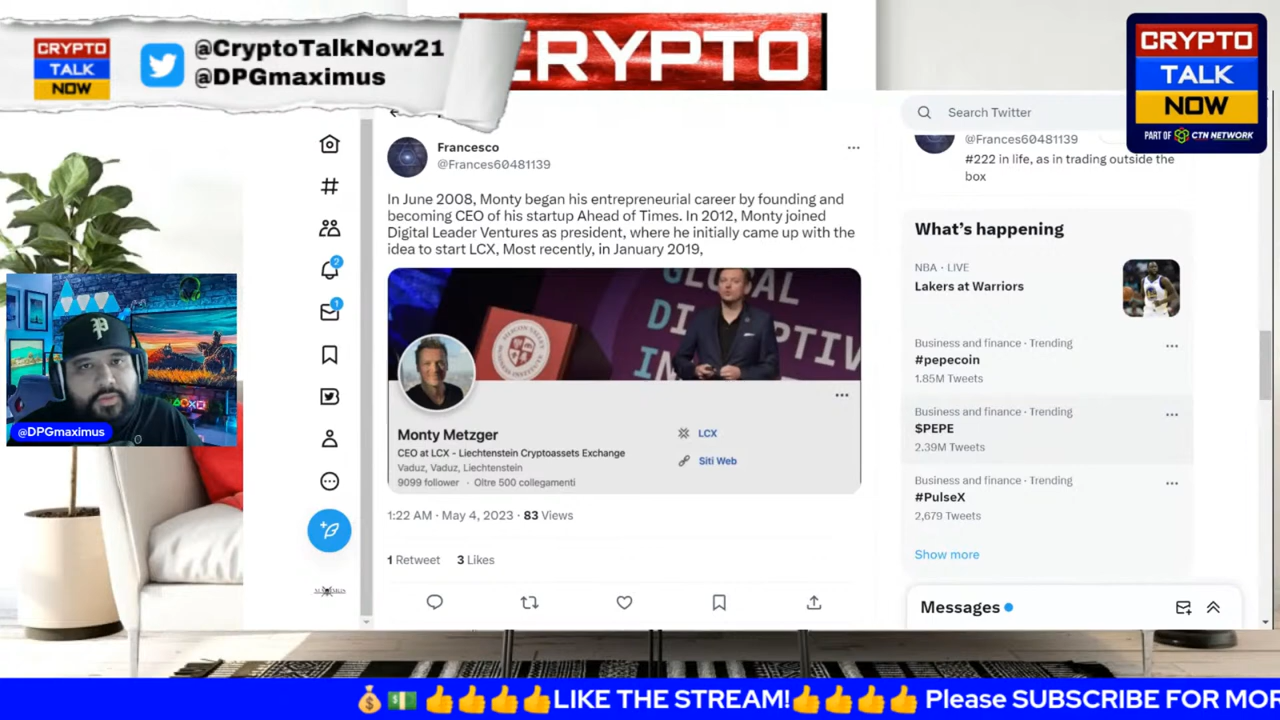 CRYPTO
TALK
NOW
@CryptoTalkNow21
@DPGmaximus
CRYPTO
CRYPTO
TALK
NOW
PART OF CTN NETWORK
Search Twitter
Francesco
@Frances60481139
In June 2008, Monty began his entrepreneurial career by founding and
becoming CEO of his startup Ahead of Times. In 2012, Monty joined
Digital Leader Ventures as president, where he initially came up with the
idea to start LCX, Most recently, in January 2019,
GLOBAL
Monty Metzger
CEO at LCX - Liechtenstein Cryptoassets Exchange
Vaduz, Vaduz, Liechtenstein
9099 follower · Oltre 500 collegamenti
LCX
Siti Web
1:22 AM · May 4, 2023 · 83 Views
1 Retweet 3 Likes
@Frances60481139
#222 in life, as in trading outside the
box
What's happening
NBA · LIVE
Lakers at Warriors
Business and finance · Trending
#pepecoin
1.85M Tweets
Business and finance · Trending
$PEPE
2.39M Tweets
Business and finance · Trending
#PulseX
2,679 Tweets
Show more
Messages
2
1
P
@DPGmaximus
LIKE THE STREAM! Please SUBSCRIBE FOR MOR